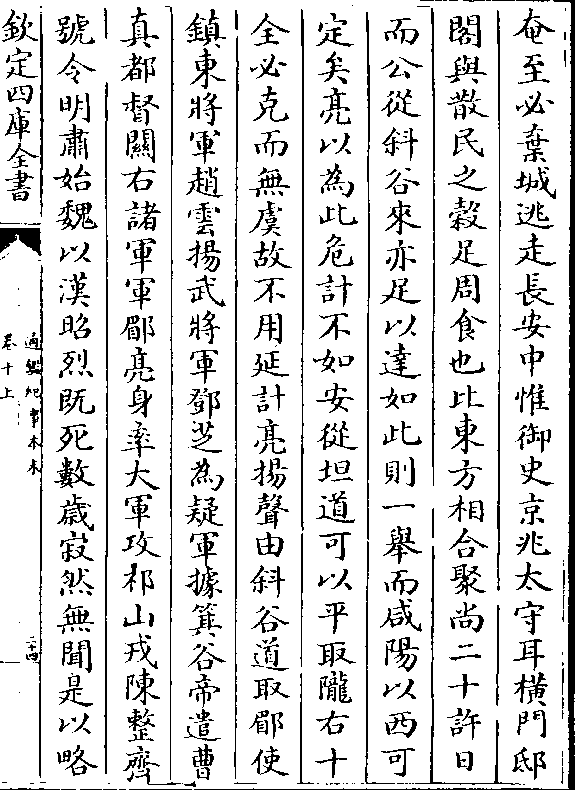 奄至必棄城逃走長安中惟御史京兆太守耳橫門邸
閣與散民之穀足周食也比東方相合聚尚二十許日
而公從斜谷來亦足以達如此則一舉而咸陽以西可
定矣亮以為此危計不如安從坦道可以平取隴右十
全必克而無虞故不用延計亮揚聲由斜谷道取郿使
鎮東將軍趙雲揚武將軍鄧芝為疑軍據箕谷帝遣曹
真都督關右諸軍軍郿亮身率大軍攻祁山戎陳整齊
號令明肅始魏以漢昭烈既死數歲寂然無聞是以略
欽定四庫全書
通鑑紀事本末
卷十上
二十四